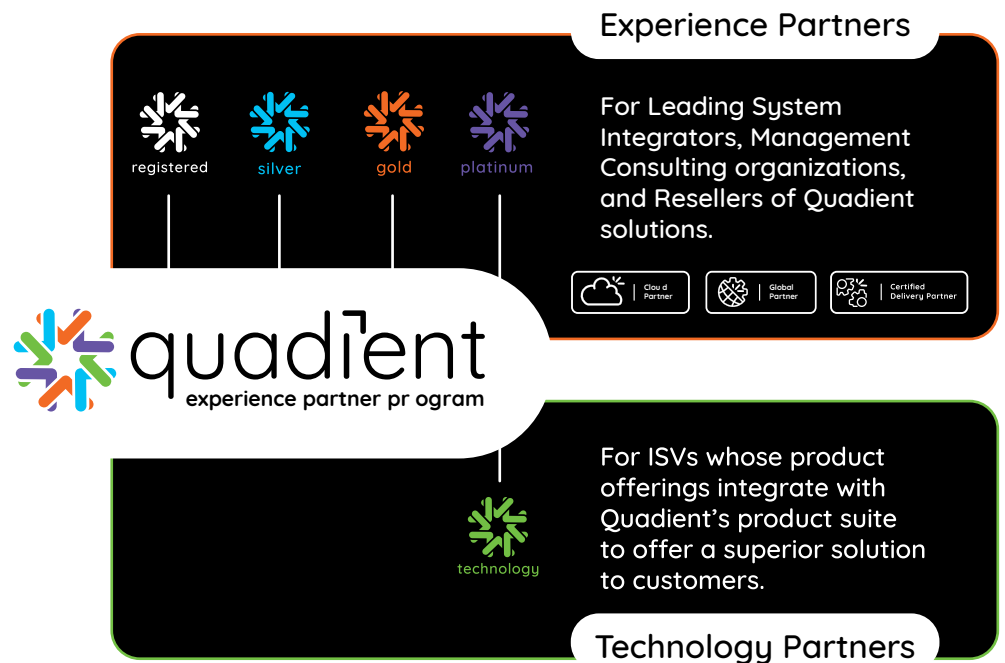 Experience Partners
registered
silver
gold
platinum
For Leading System
Integrators, Management
Consulting organizations,
and Resellers of Quadient
solutions.
Clou d
Partner
Global
Partner
Certified
Delivery Partner
quadient
experience partner pr ogram
For ISVs whose product
offerings integrate with
Quadient’s product suite
to offer a superior solution
to customers.
technology
Technology Partners